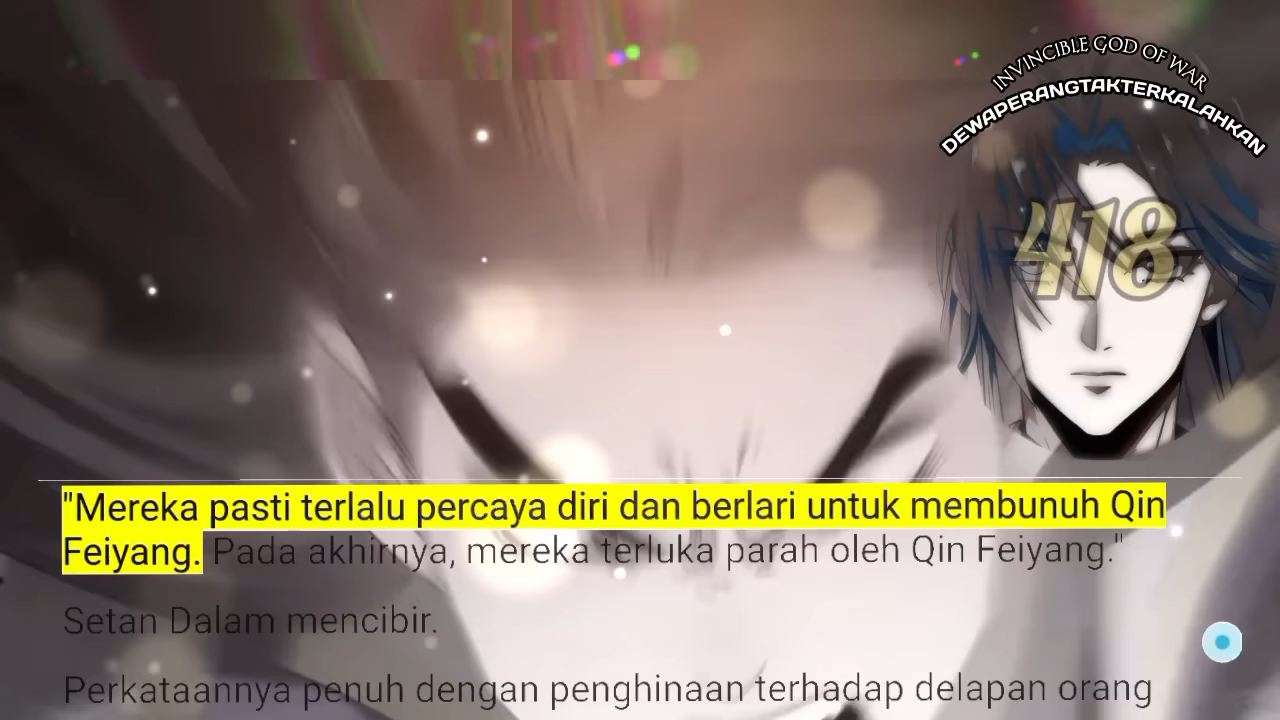 INVINCIBLE GOD OF WAR
DEWAPERANGTAKTERKALAHKAN
418
"Mereka pasti terlalu percaya diri dan berlari untuk membunuh Qin
Feiyang. Pada akhirnya, mereka terluka parah oleh Qin Feiyang."
Setan Dalam mencibir.
Perkataannya penuh dengan penghinaan terhadap delapan orang